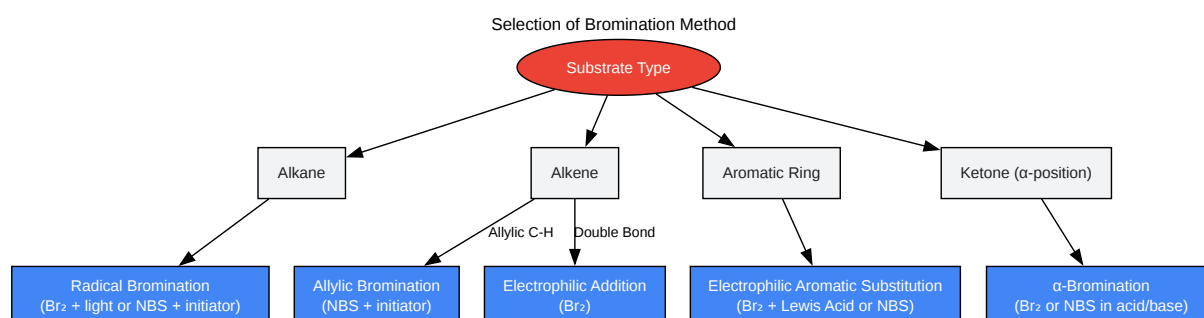 Selection of Bromination Method
Substrate Type
Alkane
Alkene
Aromatic Ring
Ketone (α-position)
Allylic C-H
Double Bond
Radical Bromination
(Br₂ + light or NBS + initiator)
Allylic Bromination
(NBS + initiator)
Electrophilic Addition
(Br₂)
Electrophilic Aromatic Substitution
(Br₂ + Lewis Acid or NBS)
α-Bromination
(Br₂ or NBS in acid/base)